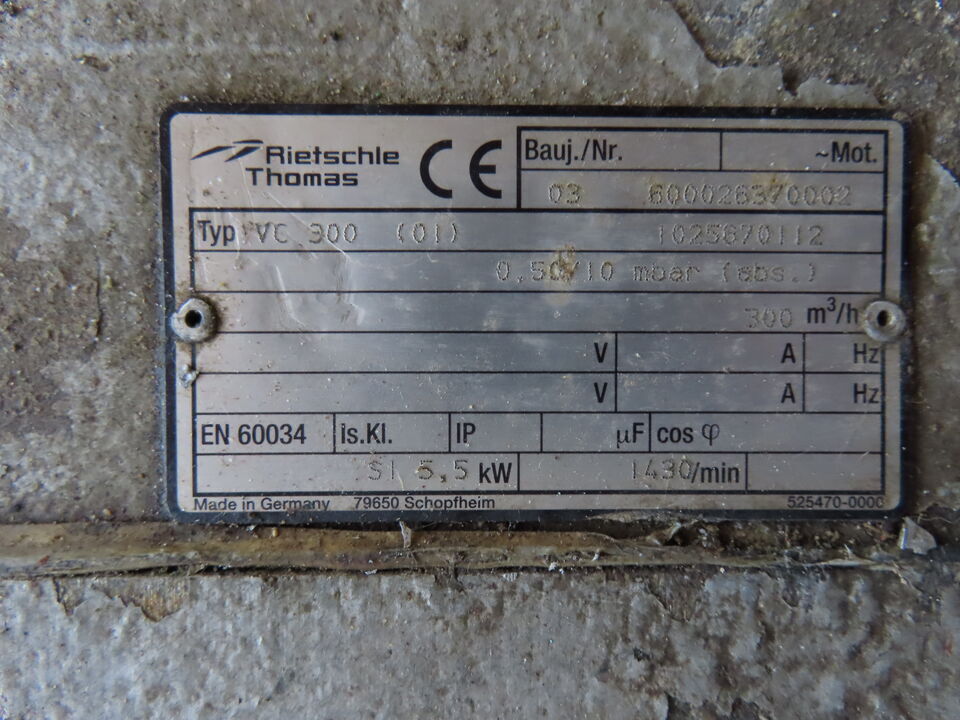 Rietschle
Thomas
CE
Bauj./Nr. ~Mot.
03 600026370002
Typ VC 300 (01) 1025870112
0,50/10 mbar (abs.)
300 m³/h
V A Hz
V A Hz
EN 60034 Is.Kl. IP µF cos φ
S1 5,5 kW 1430/min
Made in Germany 79650 Schopfheim 525470-0000